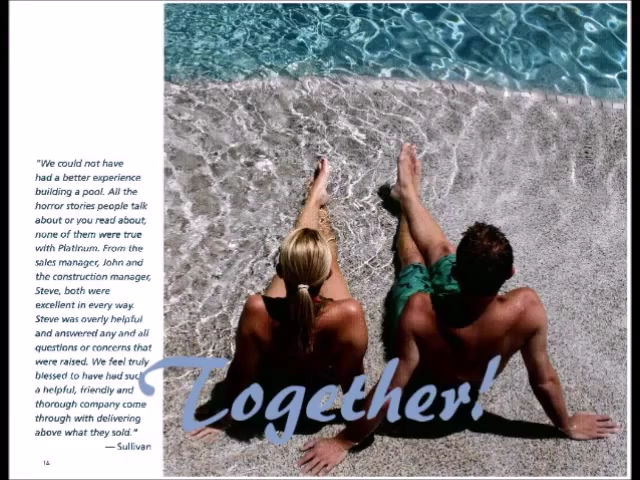 "We could not have
had a better experience
building a pool. All the
horror stories people talk
about or you read about,
none of them were true
with Platinum. From the
sales manager, John and
the construction manager,
Steve, both were
excellent in every way.
Steve was overly helpful
and answered any and all
questions or concerns that
were raised. We feel truly
blessed to have had such
a helpful, friendly and
thorough company come
through with delivering
above what they sold."
— Sullivan
Together!
14